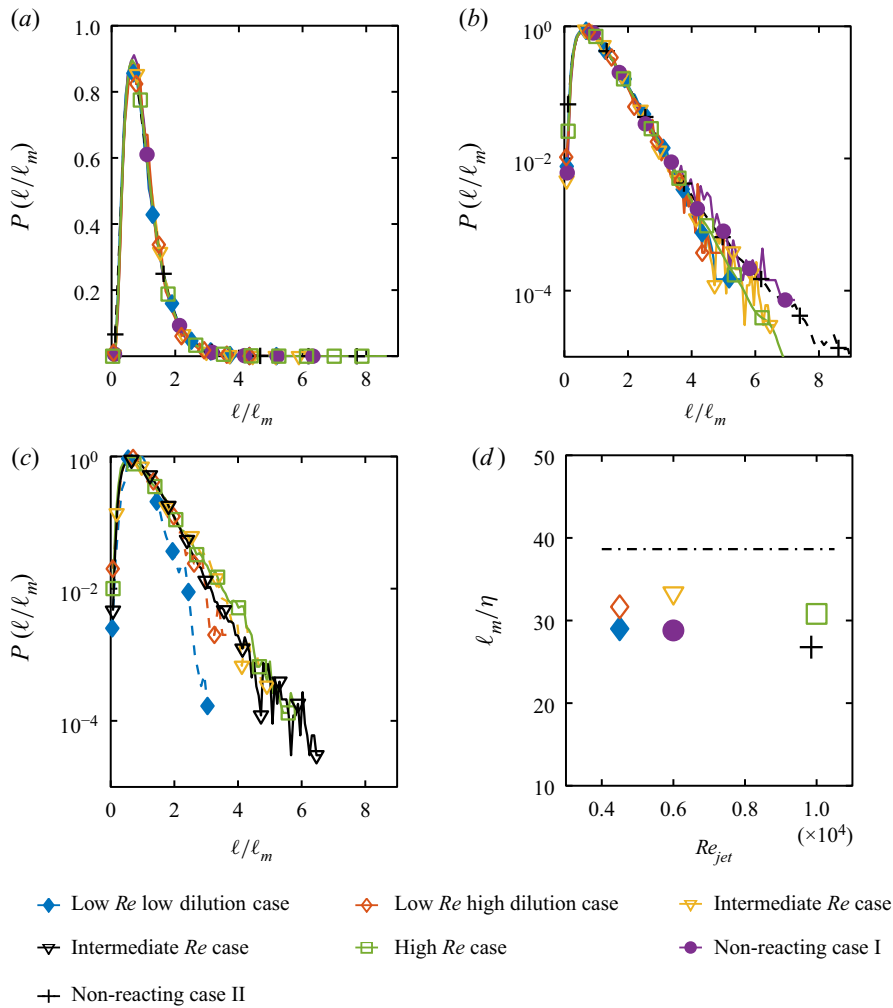 (a)
1.0
0.8
0.6
0.4
0.2
P (ℓ/ℓm)
0 2 4 6 8
ℓ/ℓm
(b)
10^0
10^−2
10^−4
P (ℓ/ℓm)
0 2 4 6 8
ℓ/ℓm
(c)
10^0
10^−2
10^−4
P (ℓ/ℓm)
0 2 4 6 8
ℓ/ℓm
(d)
50
40
30
20
10
ℓm/η
0.4 0.6 0.8 1.0
(×10^4)
Re_jet
Low Re low dilution case
Low Re high dilution case
Intermediate Re case
Intermediate Re case
High Re case
Non-reacting case I
Non-reacting case II